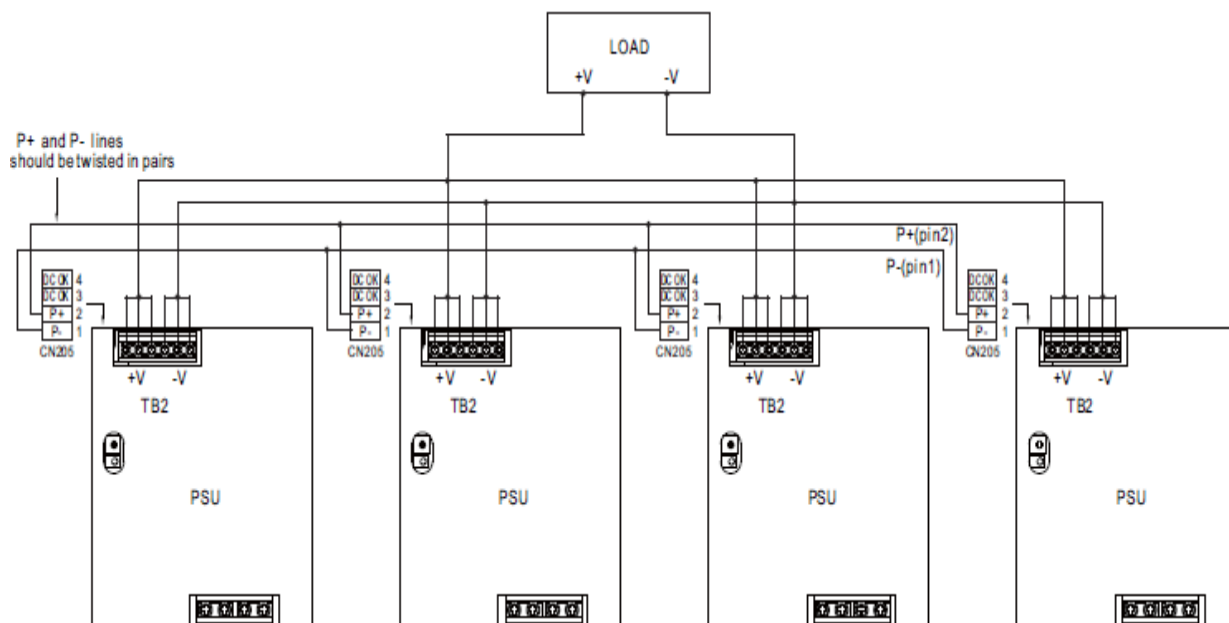 LOAD
+V -V
P+ and P- lines
should be twisted in pairs
P+(pin2)
P-(pin1)
DC OK 4
DC OK 3
P+ 2
P- 1
CN205
DC OK 4
DC OK 3
P+ 2
P- 1
CN205
DC OK 4
DC OK 3
P+ 2
P- 1
CN205
DC OK 4
DC OK 3
P+ 2
P- 1
CN205
+V -V
TB2
PSU
+V -V
TB2
PSU
+V -V
TB2
PSU
+V -V
TB2
PSU